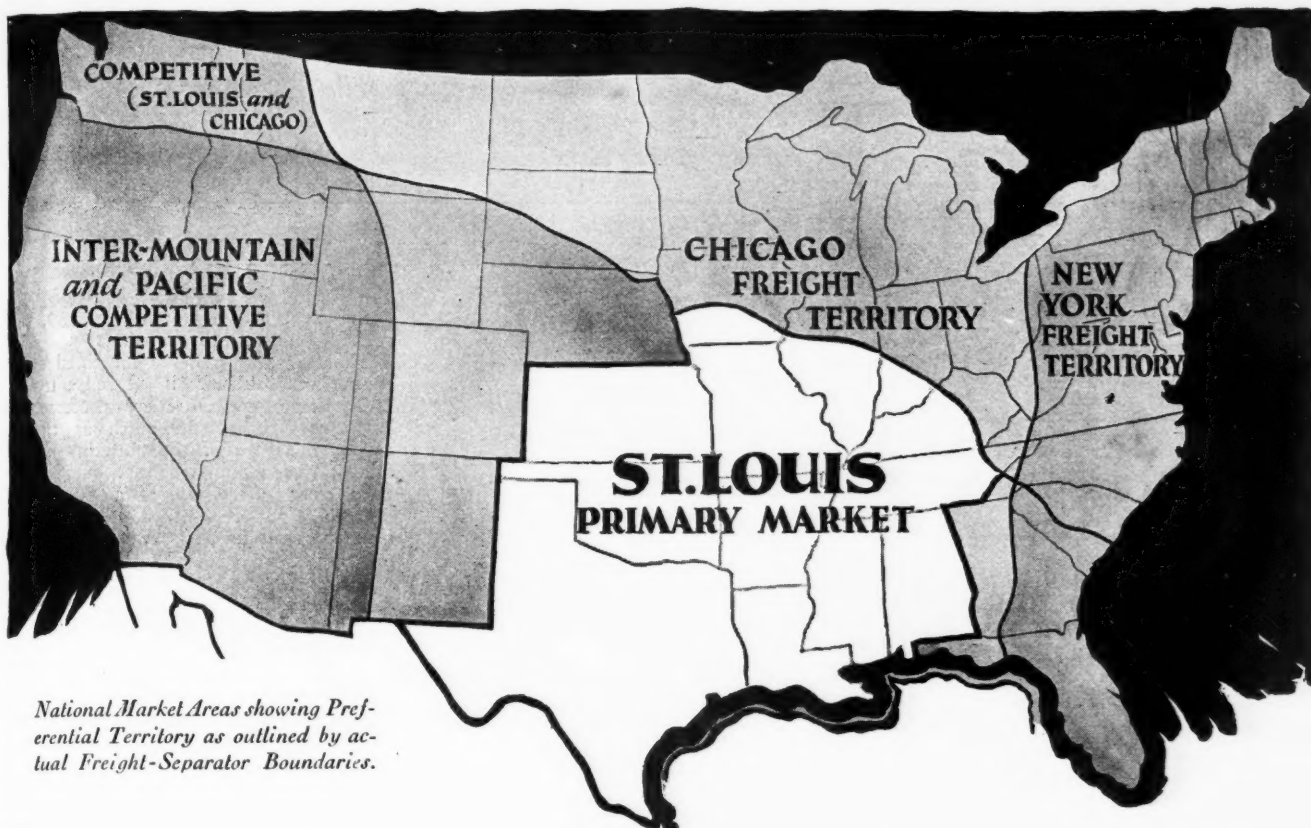 COMPETITIVE
(ST.LOUIS and
CHICAGO)
INTER-MOUNTAIN
and PACIFIC
COMPETITIVE
TERRITORY
CHICAGO
FREIGHT
TERRITORY
NEW
YORK
FREIGHT
TERRITORY
ST.LOUIS
PRIMARY MARKET
National Market Areas showing Pref-
erential Territory as outlined by ac-
tual Freight-Separator Boundaries.